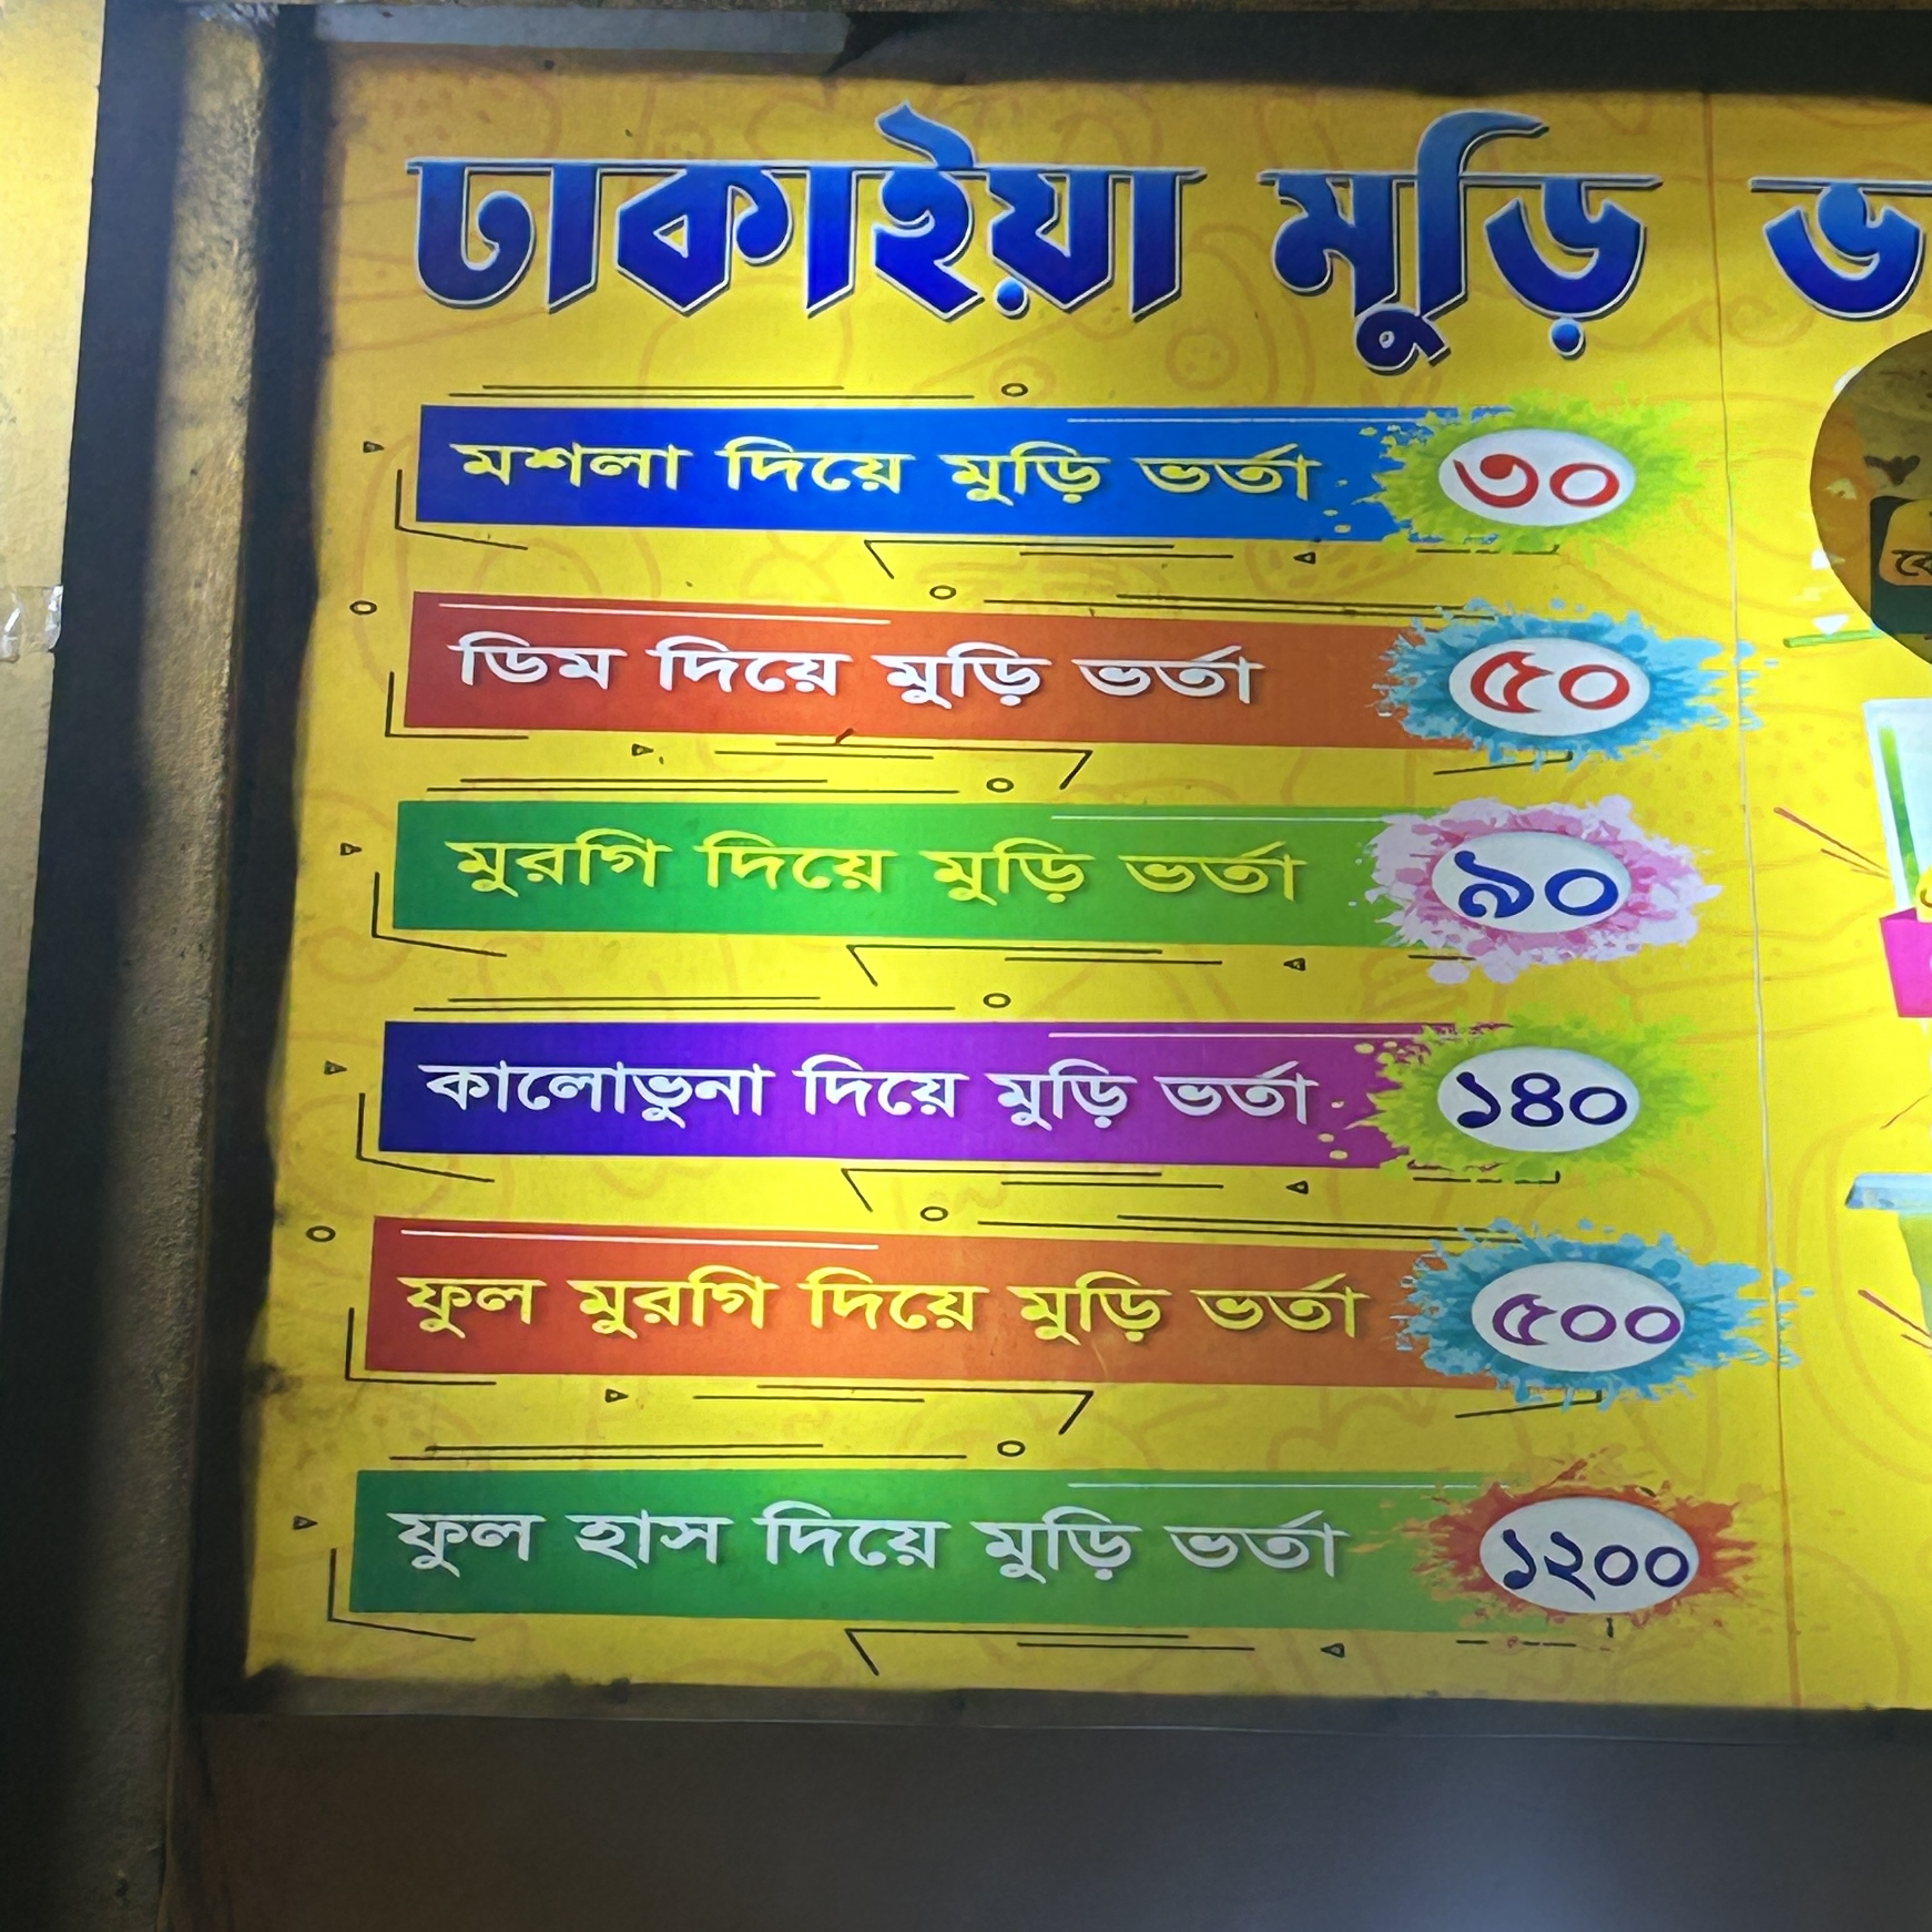 ঢাকাইয়া মুড়ি
মশলা দিয়ে মুড়ি ভর্তা ৩০
ডিম দিয়ে মুড়ি ভর্তা ৫০
মুরগি দিয়ে মুড়ি ভর্তা ৯০
কালোভুনা দিয়ে মুড়ি ভর্তা ১৪০
ফুল মুরগি দিয়ে মুড়ি ভর্তা ৫০০
ফুল হাস দিয়ে মুড়ি ভর্তা ১২০০